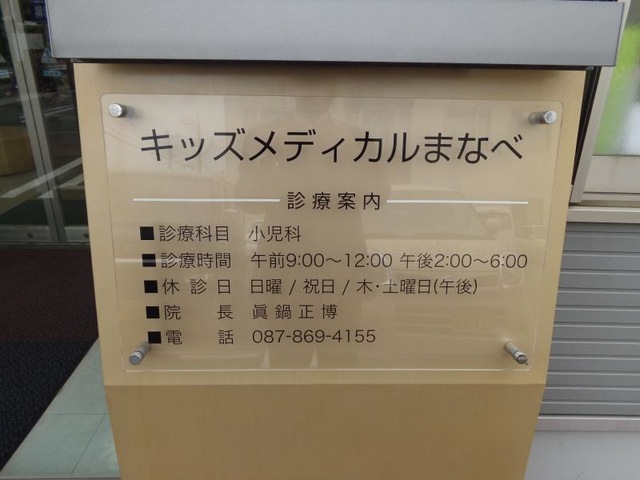 キッズメディカルまなべ
診療案内
■診療科目 小児科
■診療時間 午前9:00～12:00 午後2:00～6:00
■休診日 日曜 / 祝日 / 木・土曜日(午後)
■院長 眞鍋正博
■電話 087-869-4155